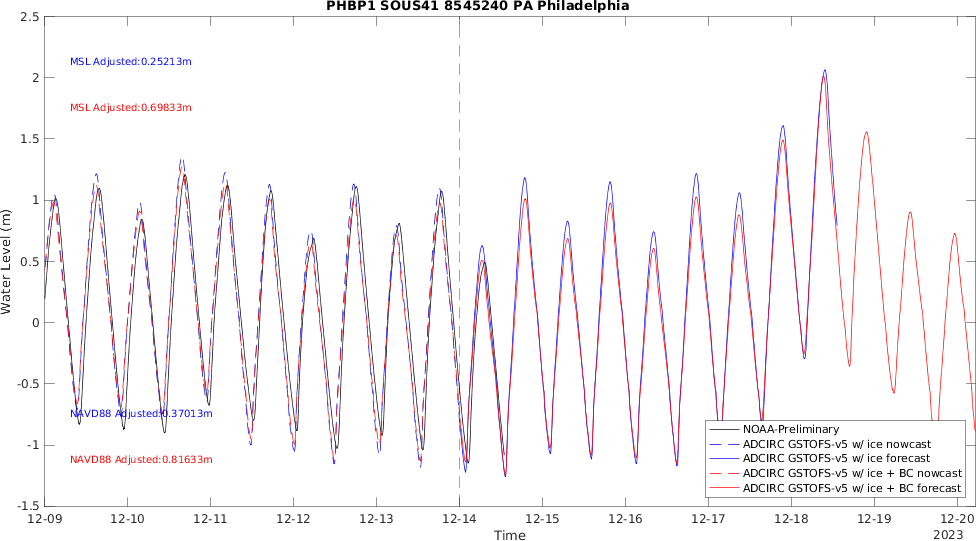 PHBP1 SOUS41 8545240 PA Philadelphia
2.5
2
1.5
1
0.5
0
-0.5
-1
-1.5
Water Level (m)
MSL Adjusted:0.25213m
MSL Adjusted:0.69833m
NAVD88 Adjusted:0.37013m
NAVD88 Adjusted:0.81633m
NOAA-Preliminary
ADCIRC GSTOFS-v5 w/ ice nowcast
ADCIRC GSTOFS-v5 w/ ice forecast
ADCIRC GSTOFS-v5 w/ ice + BC nowcast
ADCIRC GSTOFS-v5 w/ ice + BC forecast
12-09 12-10 12-11 12-12 12-13 12-14 12-15 12-16 12-17 12-18 12-19 12-20
Time
2023